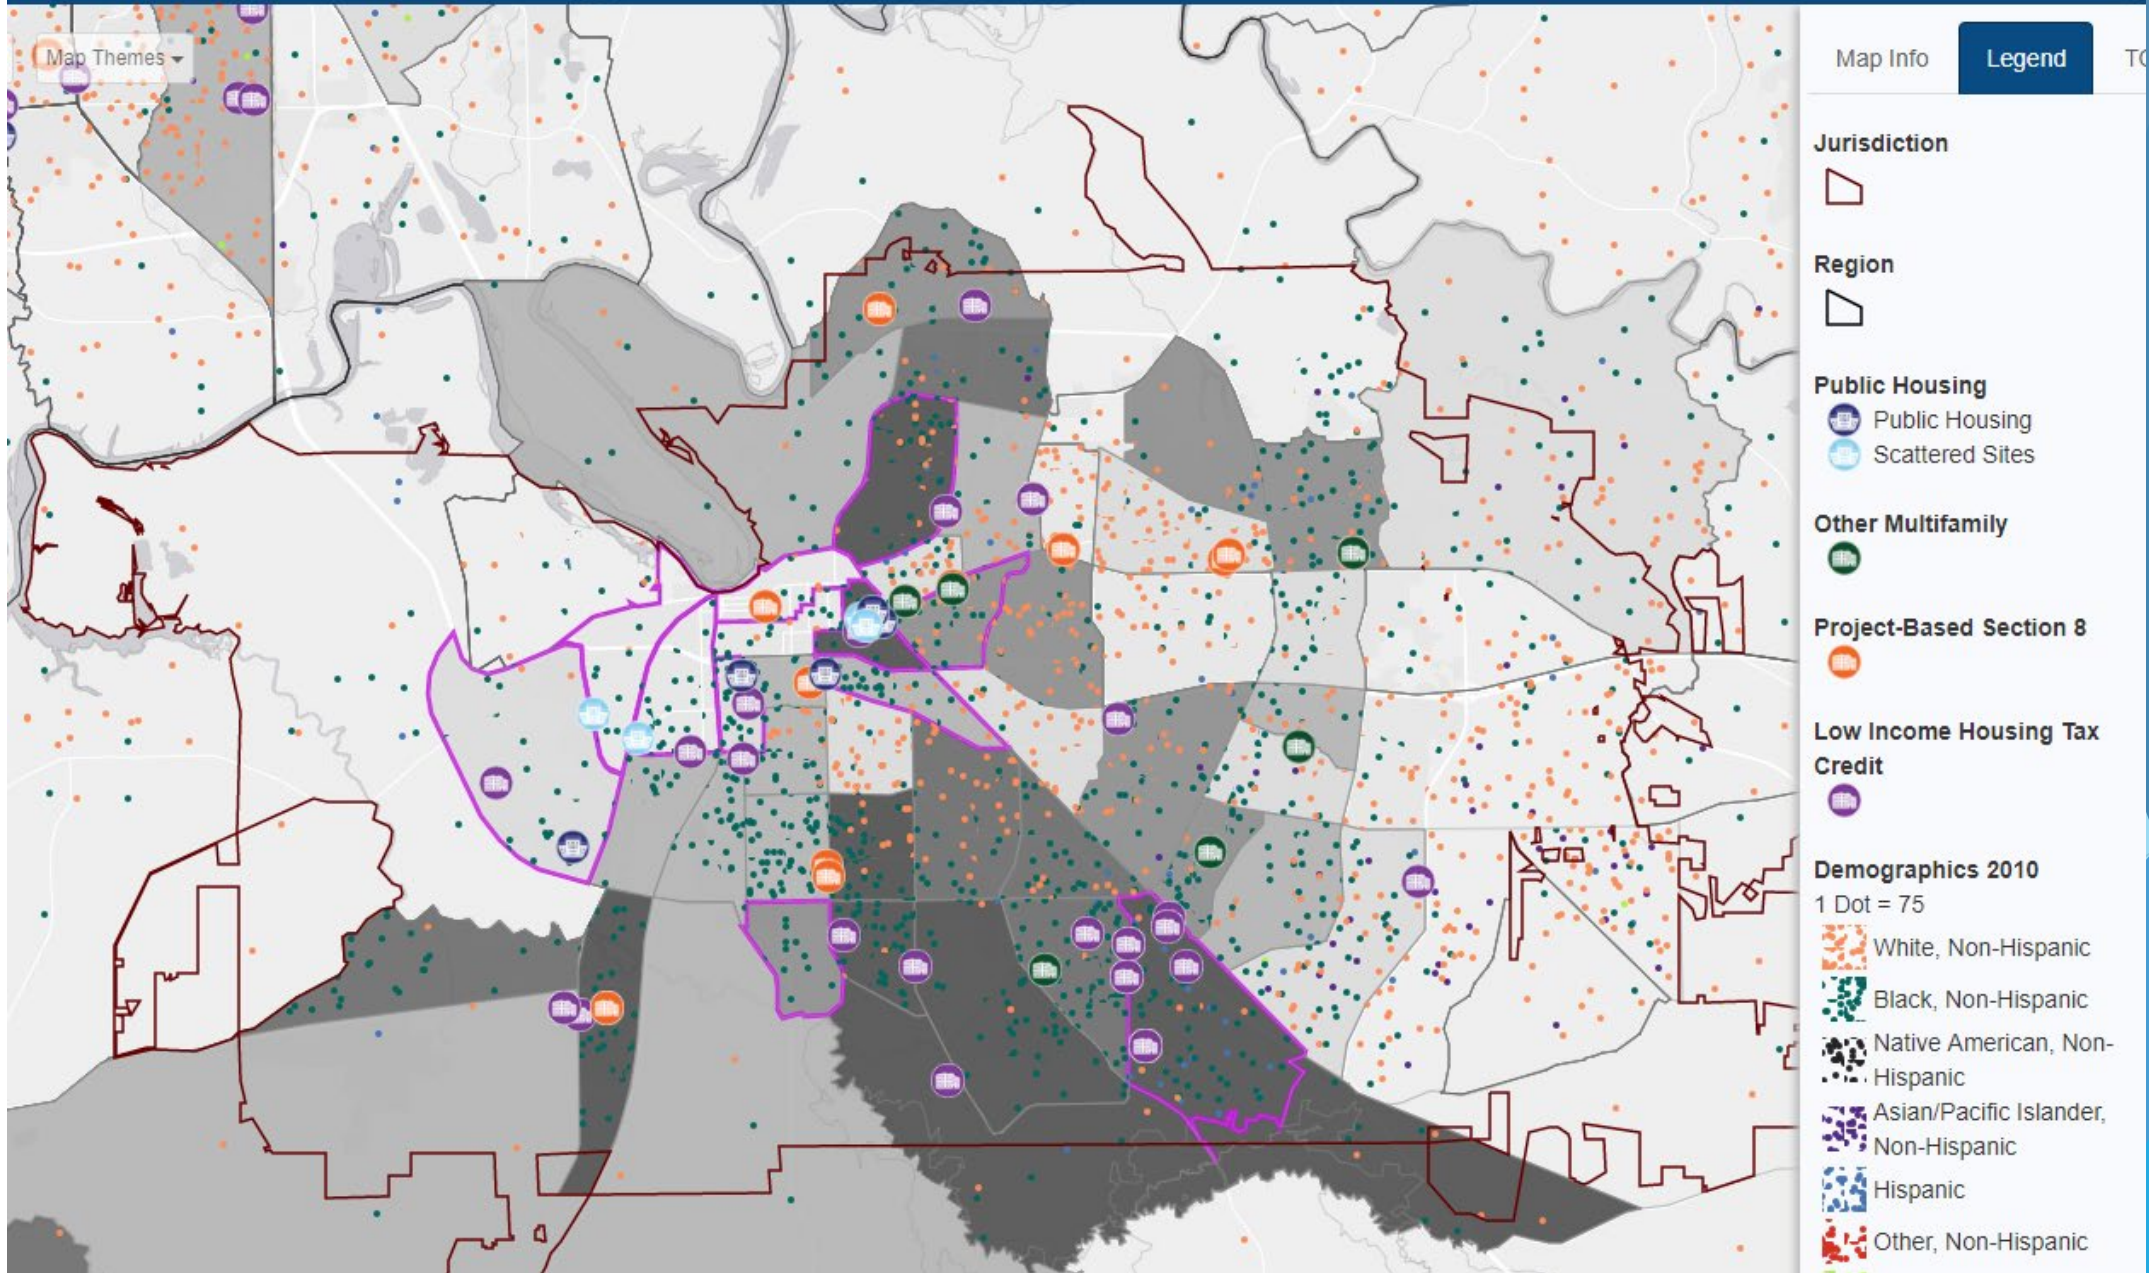 Map Themes
Map Info
Legend
TO
Jurisdiction
Region
Public Housing
Public Housing
Scattered Sites
Other Multifamily
Project-Based Section 8
Low Income Housing Tax
Credit
Demographics 2010
1 Dot = 75
White, Non-Hispanic
Black, Non-Hispanic
Native American, Non-
Hispanic
Asian/Pacific Islander,
Non-Hispanic
Hispanic
Other, Non-Hispanic